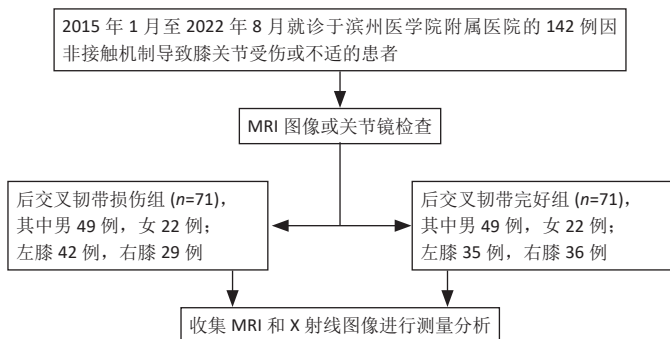 2015 年 1 月至 2022 年 8 月就诊于滨州医学院附属医院的 142 例因
非接触机制导致膝关节受伤或不适的患者
MRI 图像或关节镜检查
后交叉韧带损伤组 (n=71)，
其中男 49 例，女 22 例；
左膝 42 例，右膝 29 例
后交叉韧带完好组 (n=71)，
其中男 49 例，女 22 例；
左膝 35 例，右膝 36 例
收集 MRI 和 X 射线图像进行测量分析